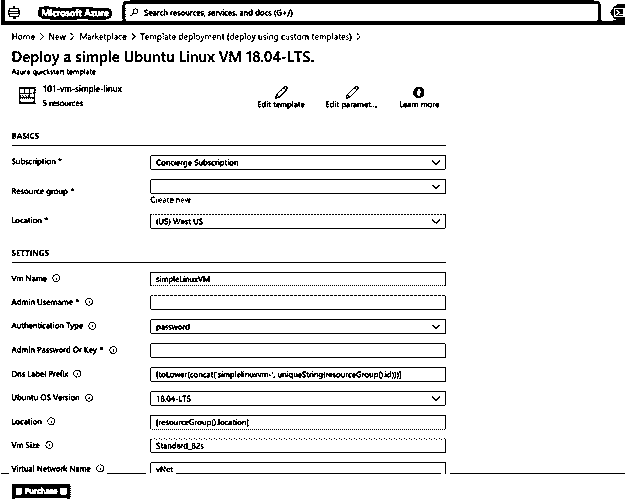 Microsoft Azure
Search resources, services, and docs (G+/)
Home > New > Marketplace > Template deployment (deploy using custom templates) >
Deploy a simple Ubuntu Linux VM 18.04-LTS.
Azure quickstart template
101-vm-simple-linux
5 resources
Edit template
Edit paramet...
Learn more
BASICS
Subscription *
Concierge Subscription
Resource group *
Create new
Location *
(US) West US
SETTINGS
Vm Name
simpleLinuxVM
Admin Username *
Authentication Type
password
Admin Password Or Key *
Dns Label Prefix
[toLower(concat('simplelinuxvm-', uniqueString(resourceGroup().id)))]
Ubuntu OS Version
18.04-LTS
Location
[resourceGroup().location]
Vm Size
Standard_B2s
Virtual Network Name
vNet
Purchase